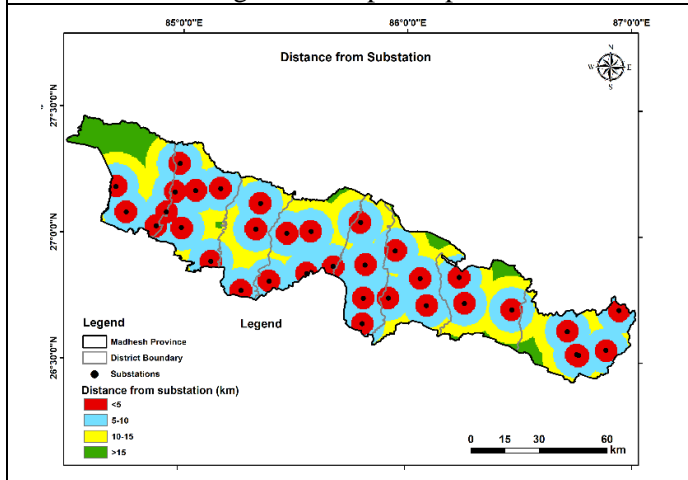 85°0'0"E 86°0'0"E 87°0'0"E
Distance from Substation
N
W E
S
27°30'0"N
27°0'0"N
26°30'0"N
Legend
Legend
Madhesh Province
District Boundary
Substations
Distance from substation (km)
<5
5-10
10-15
>15
0 15 30 60
km